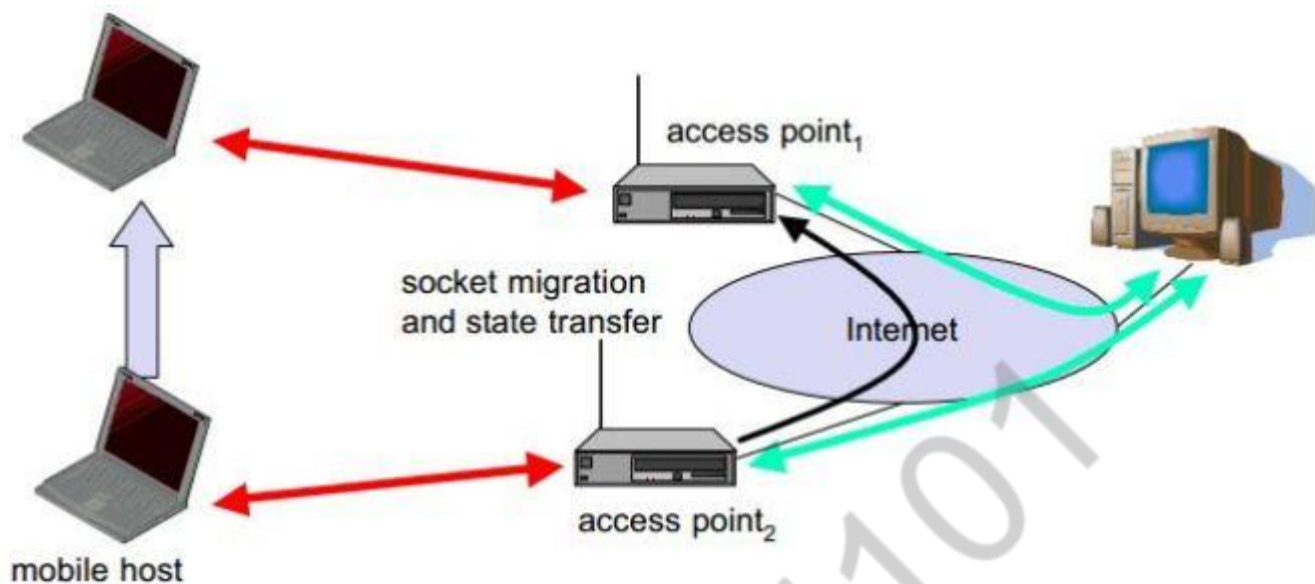 access point₁
socket migration
and state transfer
Internet
access point₂
mobile host